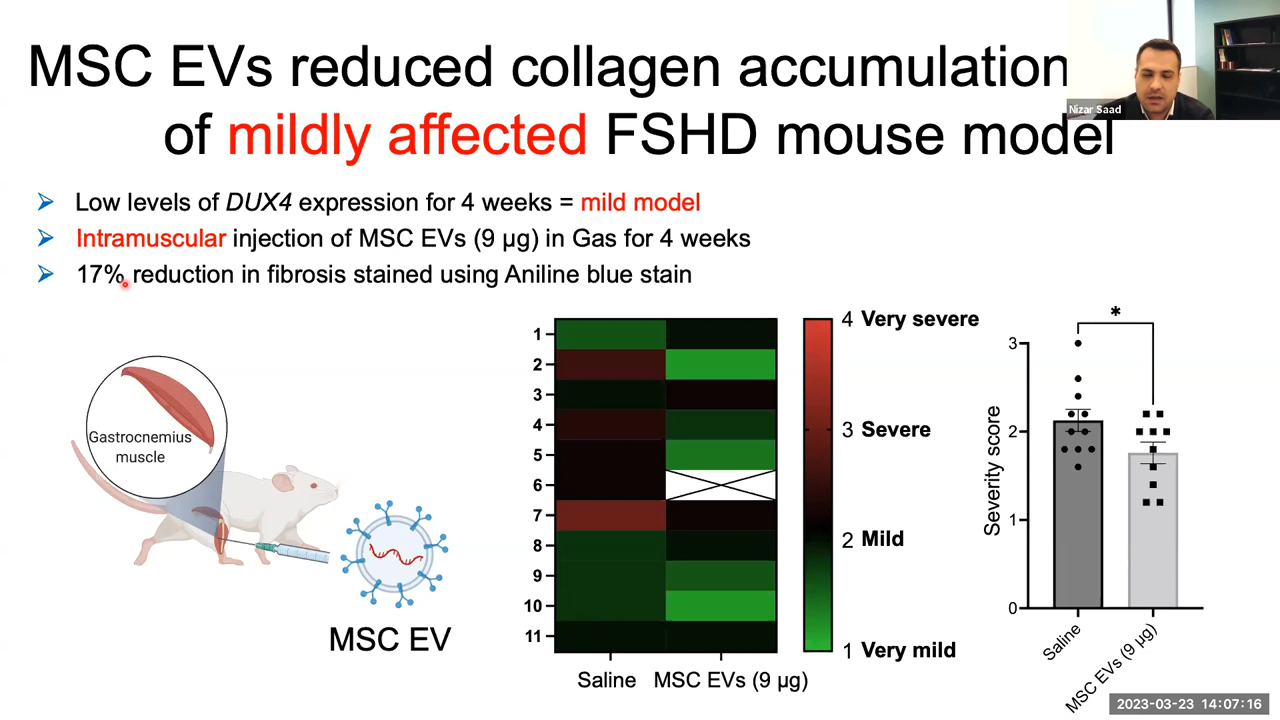 MSC EVs reduced collagen accumulation
of mildly affected FSHD mouse model
Nizar Saad
Low levels of DUX4 expression for 4 weeks = mild model
Intramuscular injection of MSC EVs (9 µg) in Gas for 4 weeks
17% reduction in fibrosis stained using Aniline blue stain
Gastrocnemius
muscle
MSC EV
1
2
3
4
5
6
7
8
9
10
11
Saline
MSC EVs (9 µg)
4 Very severe
3 Severe
2 Mild
1 Very mild
*
Severity score
3
2
1
0
Saline
MSC EVs (9 µg)
2023-03-23 14:07:16